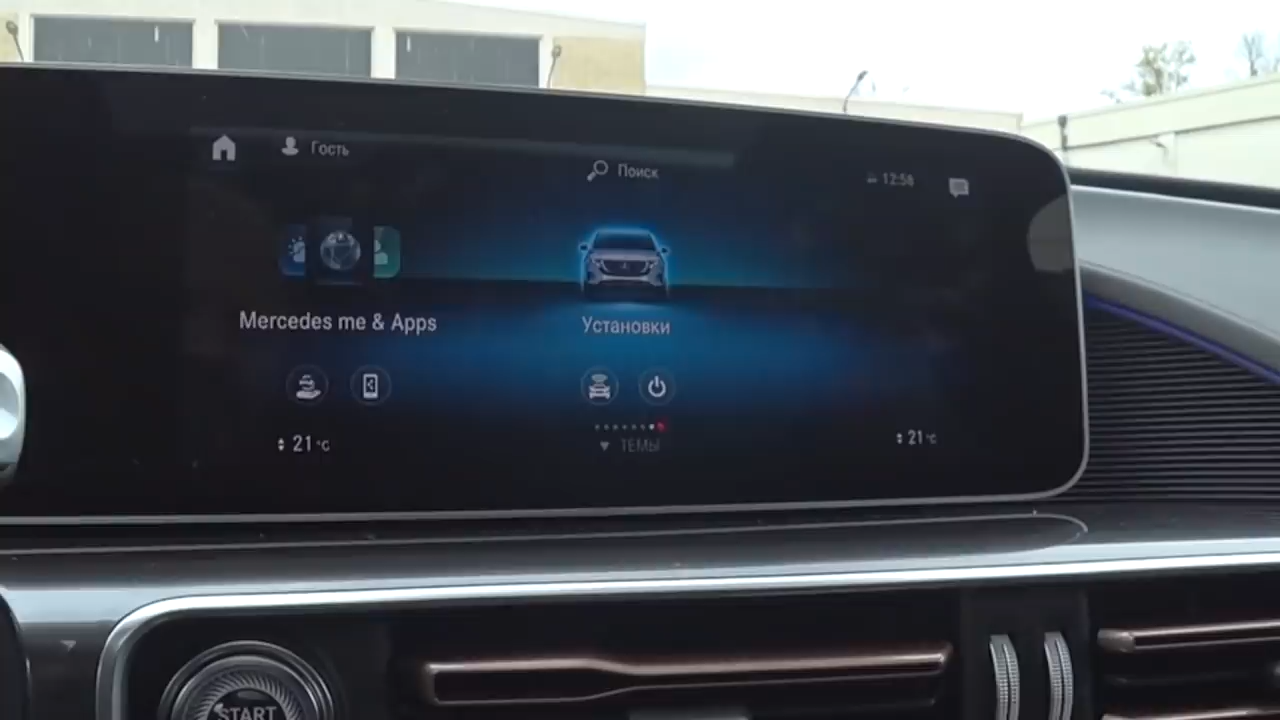 Гость
Поиск
12:56
Mercedes me & Apps
Установки
21°C
ТЕМЫ
21°C
START